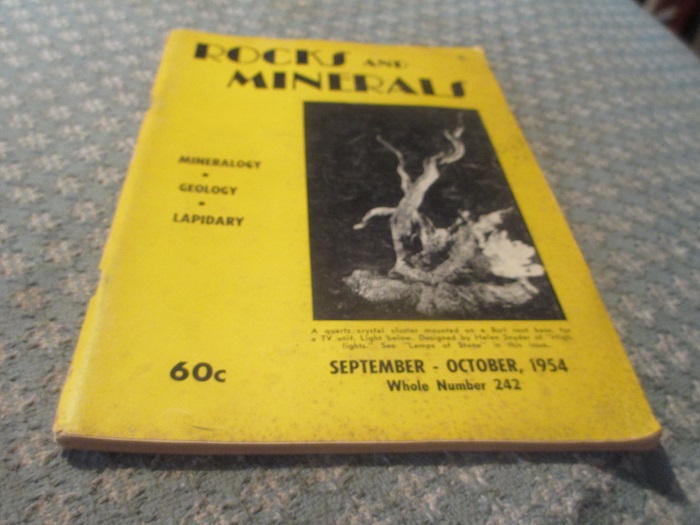 ROCKS AND
MINERALS
MINERALOGY
•
GEOLOGY
•
LAPIDARY
A quartz crystal cluster mounted on a Burl root base, for
a TV unit. Light below. Designed by Helen Snyder of "High
lights." See "Lamps of Stone" in this issue.
60c
SEPTEMBER - OCTOBER, 1954
Whole Number 242